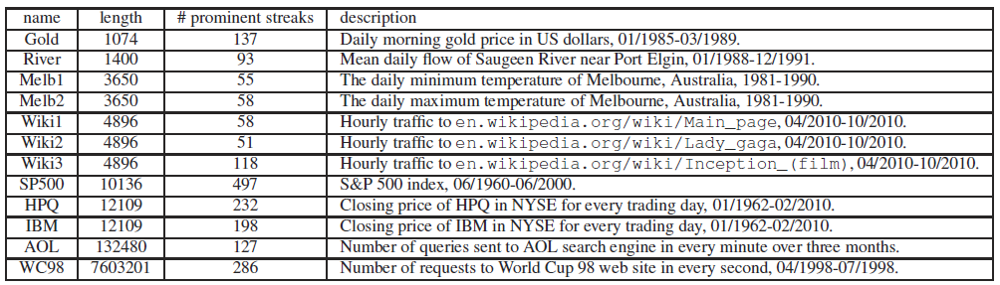 name length # prominent streaks description
Gold 1074 137 Daily morning gold price in US dollars, 01/1985-03/1989.
River 1400 93 Mean daily flow of Saugeen River near Port Elgin, 01/1988-12/1991.
Melb1 3650 55 The daily minimum temperature of Melbourne, Australia, 1981-1990.
Melb2 3650 58 The daily maximum temperature of Melbourne, Australia, 1981-1990.
Wiki1 4896 58 Hourly traffic to en.wikipedia.org/wiki/Main_page, 04/2010-10/2010.
Wiki2 4896 51 Hourly traffic to en.wikipedia.org/wiki/Lady_gaga, 04/2010-10/2010.
Wiki3 4896 118 Hourly traffic to en.wikipedia.org/wiki/Inception_(film), 04/2010-10/2010.
SP500 10136 497 S&P 500 index, 06/1960-06/2000.
HPQ 12109 232 Closing price of HPQ in NYSE for every trading day, 01/1962-02/2010.
IBM 12109 198 Closing price of IBM in NYSE for every trading day, 01/1962-02/2010.
AOL 132480 127 Number of queries sent to AOL search engine in every minute over three months.
WC98 7603201 286 Number of requests to World Cup 98 web site in every second, 04/1998-07/1998.